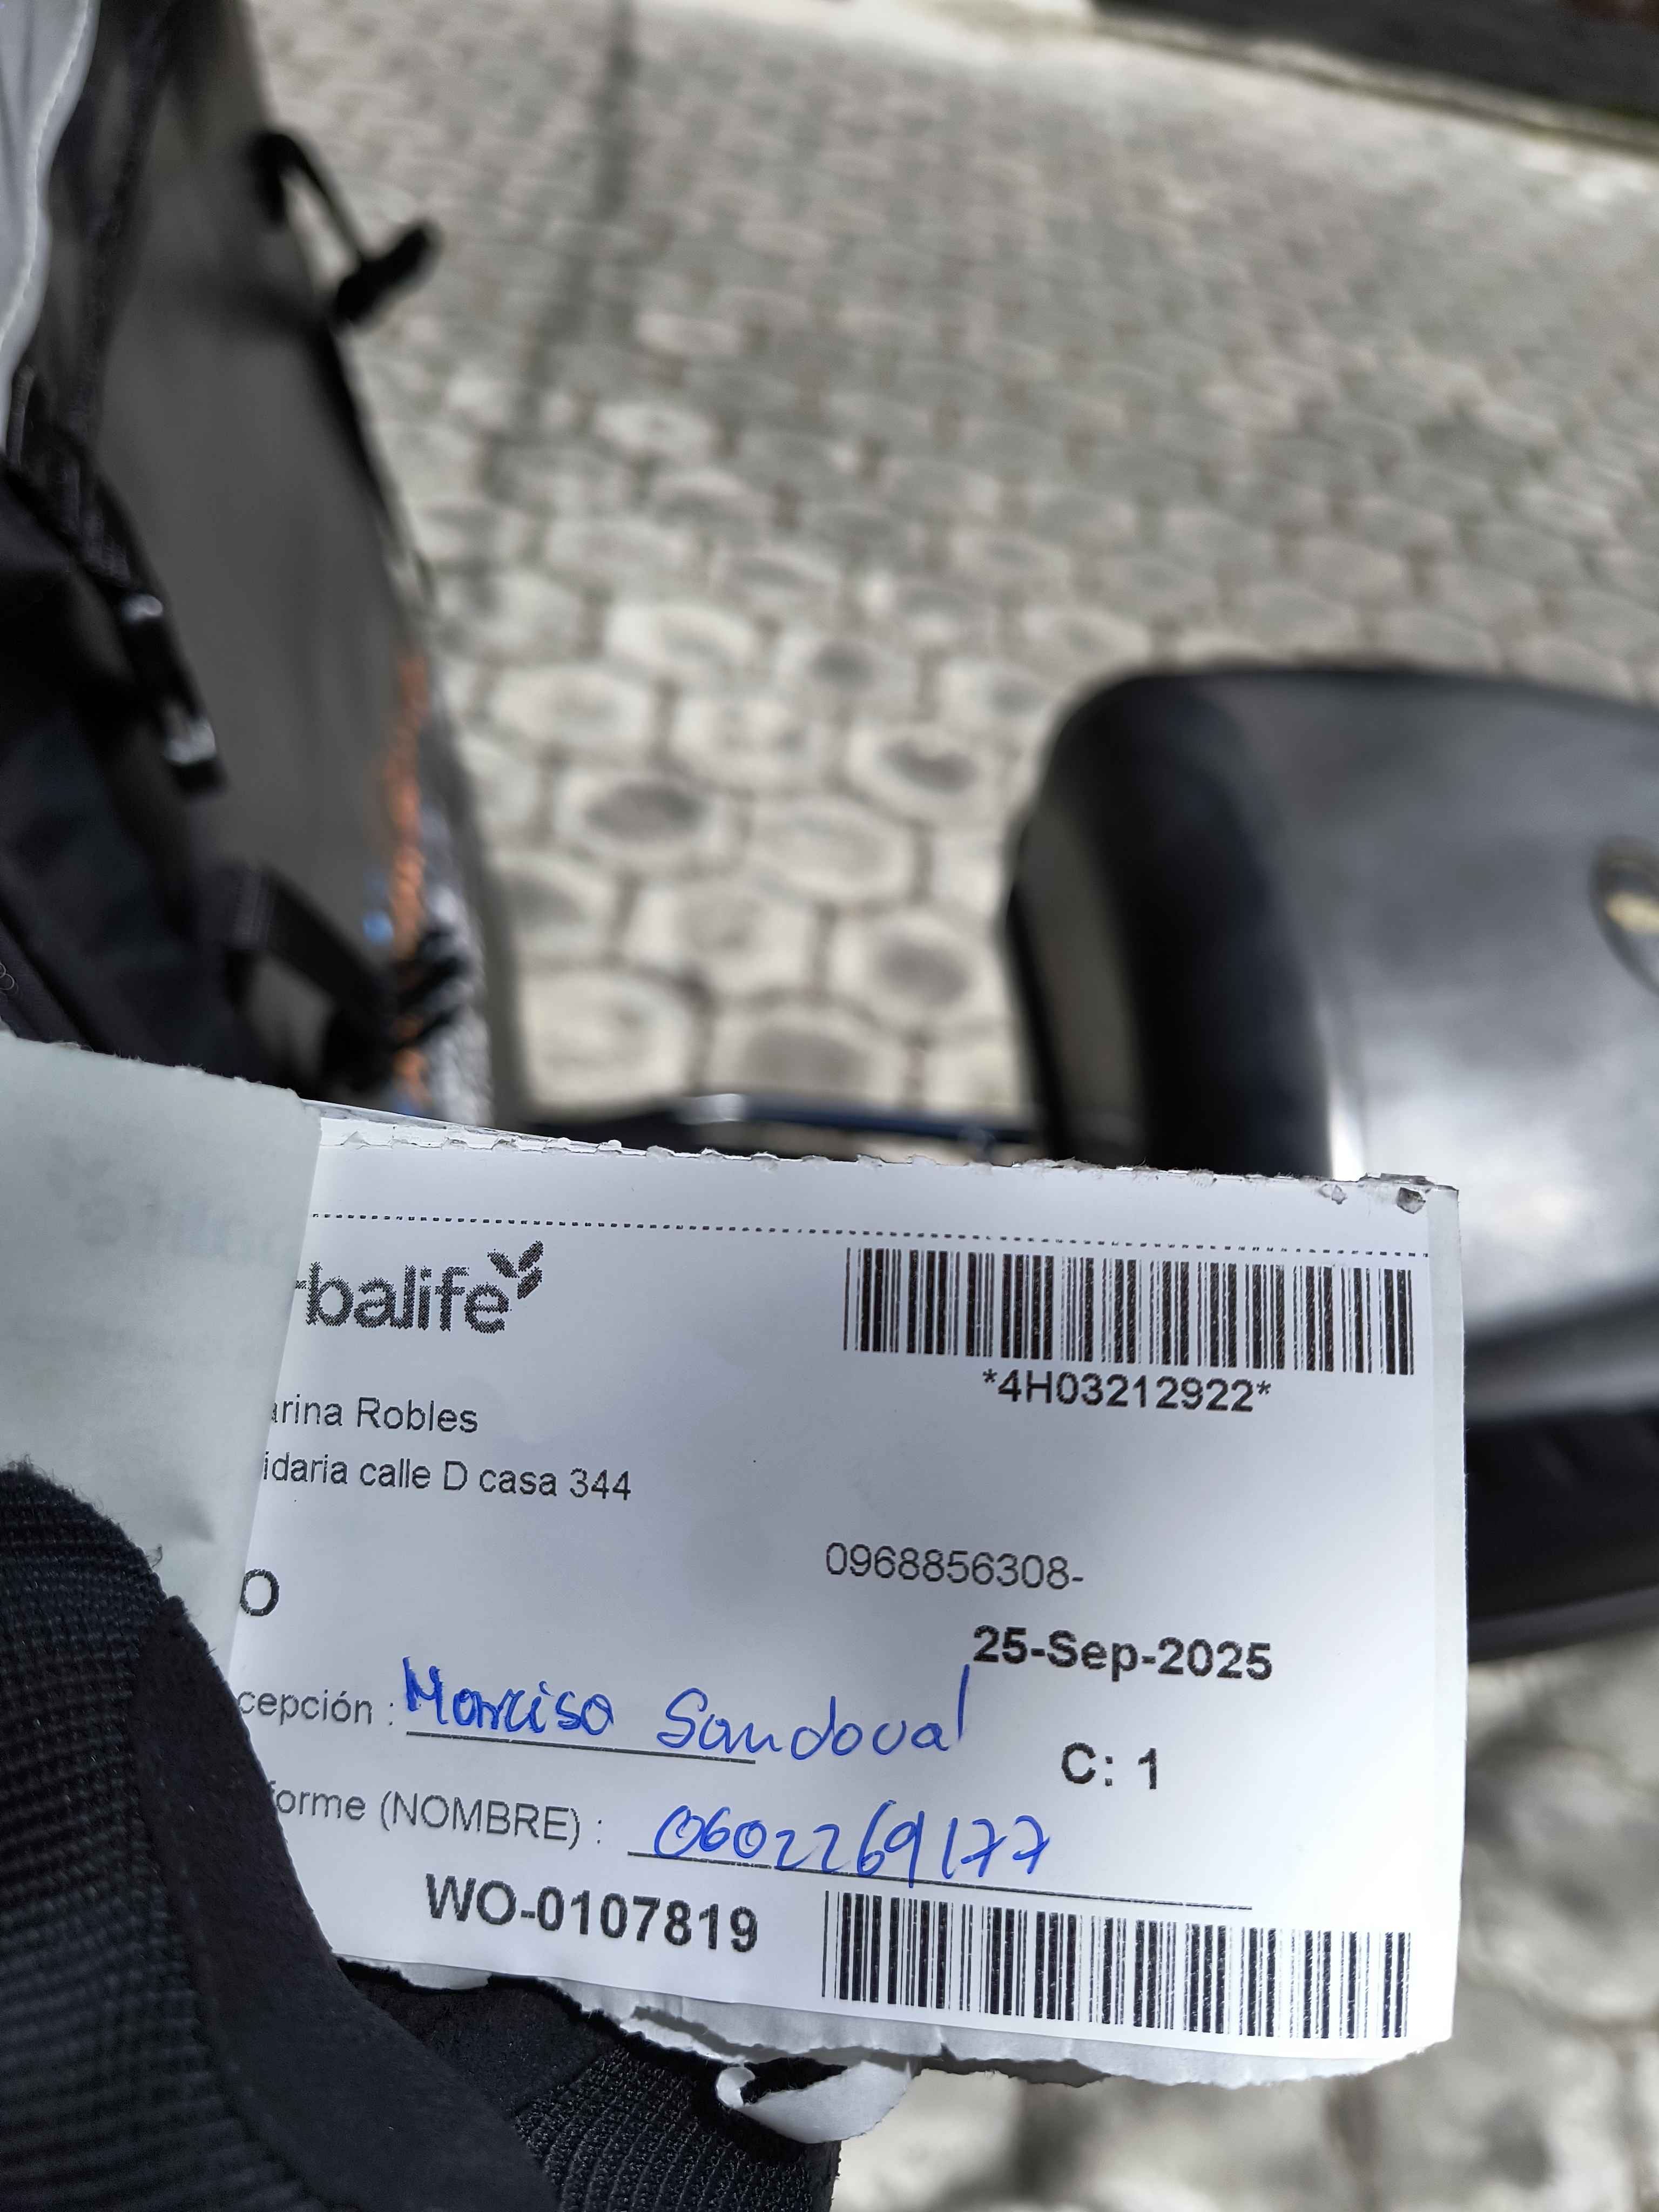 rbalife
*4H03212922*
arina Robles
idaria calle D casa 344
0968856308-
O
25-Sep-2025
cepción : Marcisa Sandoval
C: 1
forme (NOMBRE) : 0602269177
WO-0107819